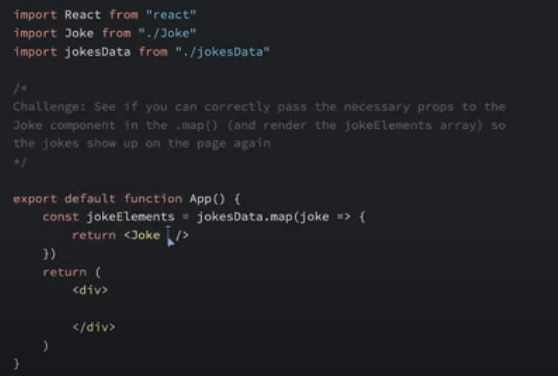 import React from "react"
import Joke from "./Joke"
import jokesData from "./jokesData"
/*
Challenge: See if you can correctly pass the necessary props to the
Joke component in the .map() (and render the jokeElements array) so
the jokes show up on the page again
*/
export default function App() {
const jokeElements = jokesData.map(joke => {
return <Joke />
})
return (
<div>
</div>
)
}